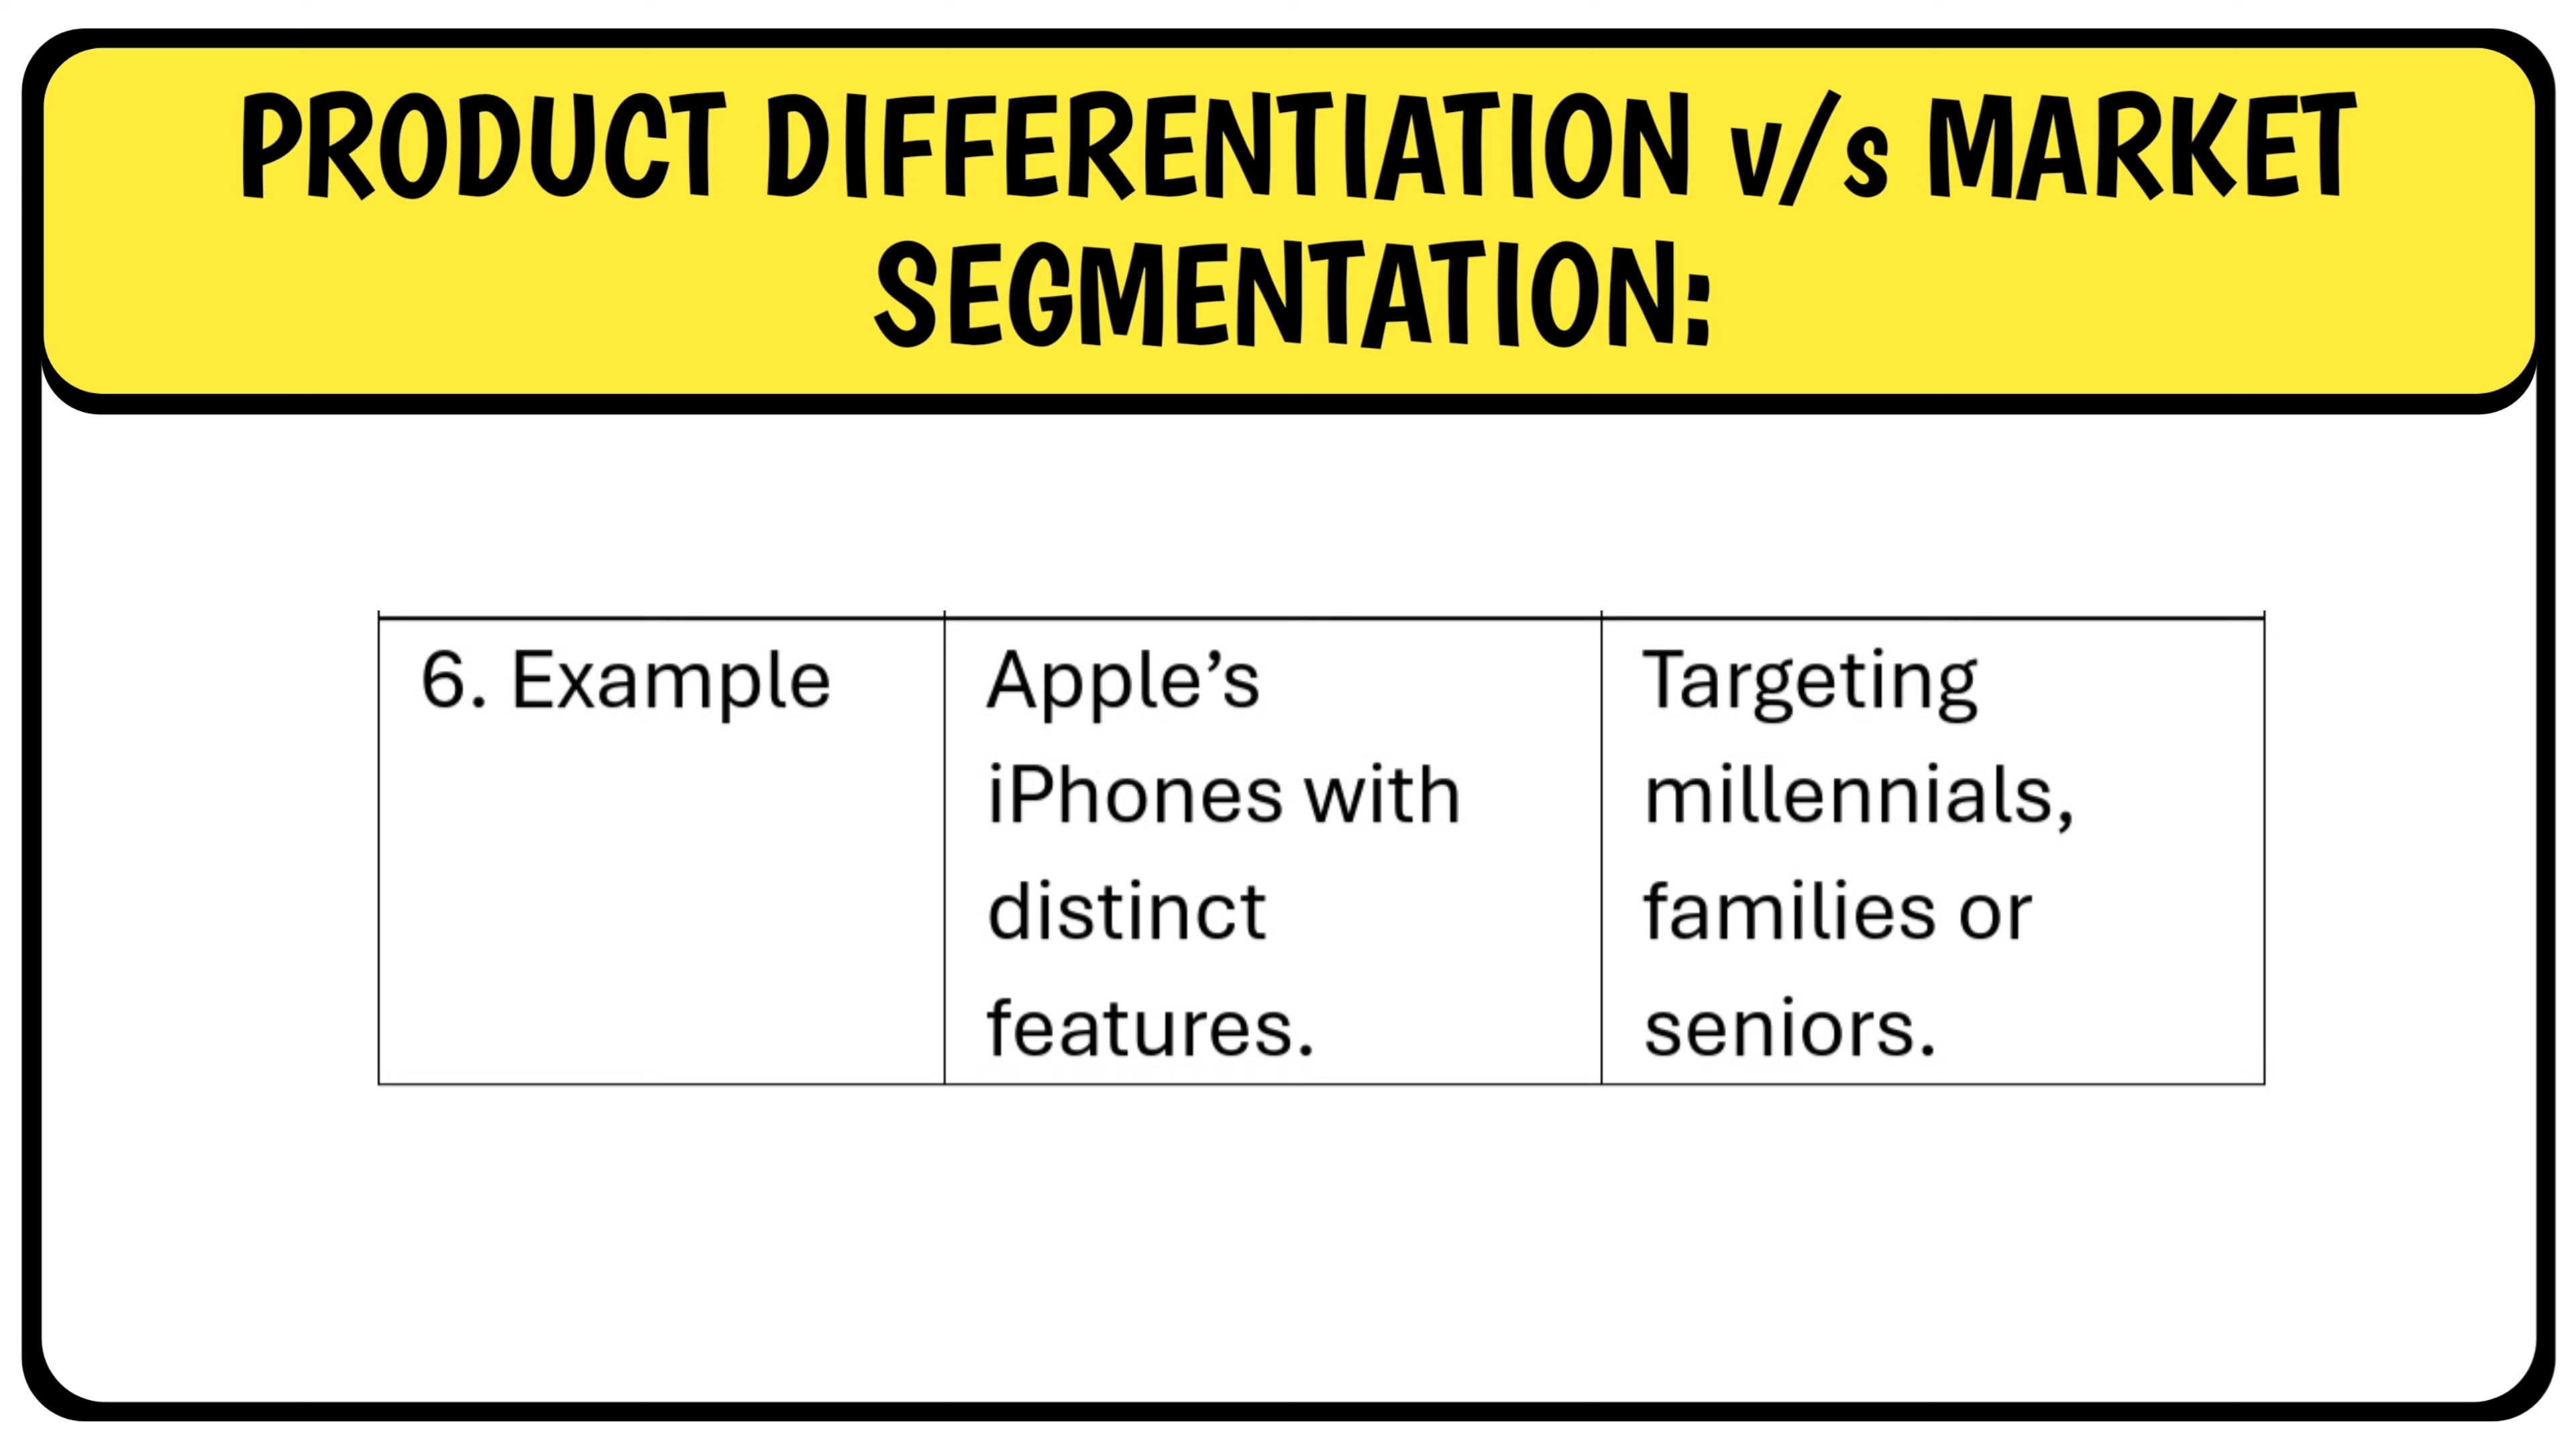 PRODUCT DIFFERENTIATION v/s MARKET
SEGMENTATION:
6. Example
Apple’s
iPhones with
distinct
features.
Targeting
millennials,
families or
seniors.